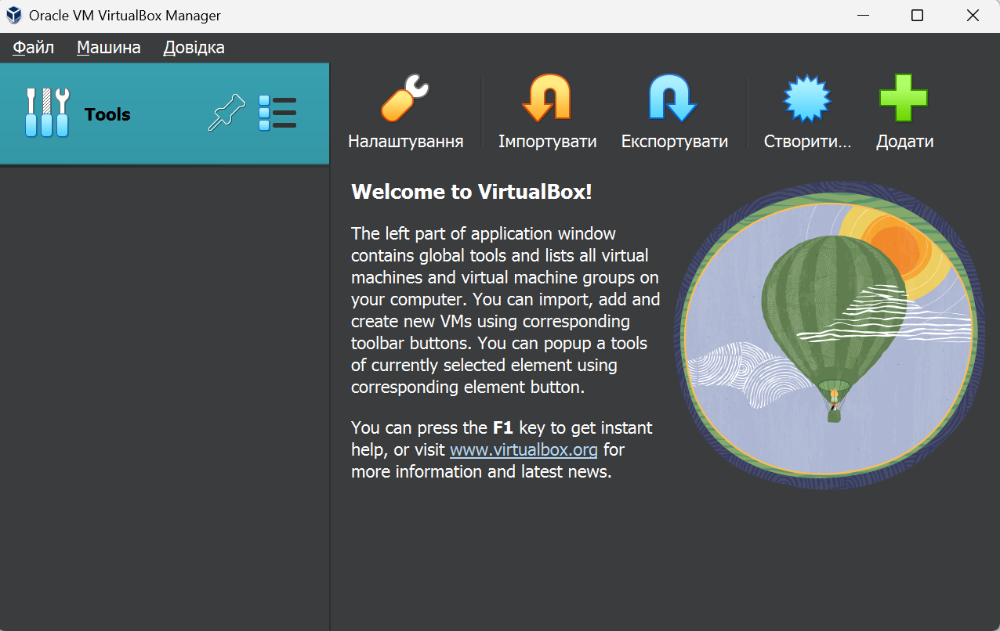 Oracle VM VirtualBox Manager
Файл Машина Довідка
Tools
Налаштування Імпортувати Експортувати Створити... Додати
Welcome to VirtualBox!
The left part of application window
contains global tools and lists all virtual
machines and virtual machine groups on
your computer. You can import, add and
create new VMs using corresponding
toolbar buttons. You can popup a tools
of currently selected element using
corresponding element button.
You can press the F1 key to get instant
help, or visit www.virtualbox.org for
more information and latest news.